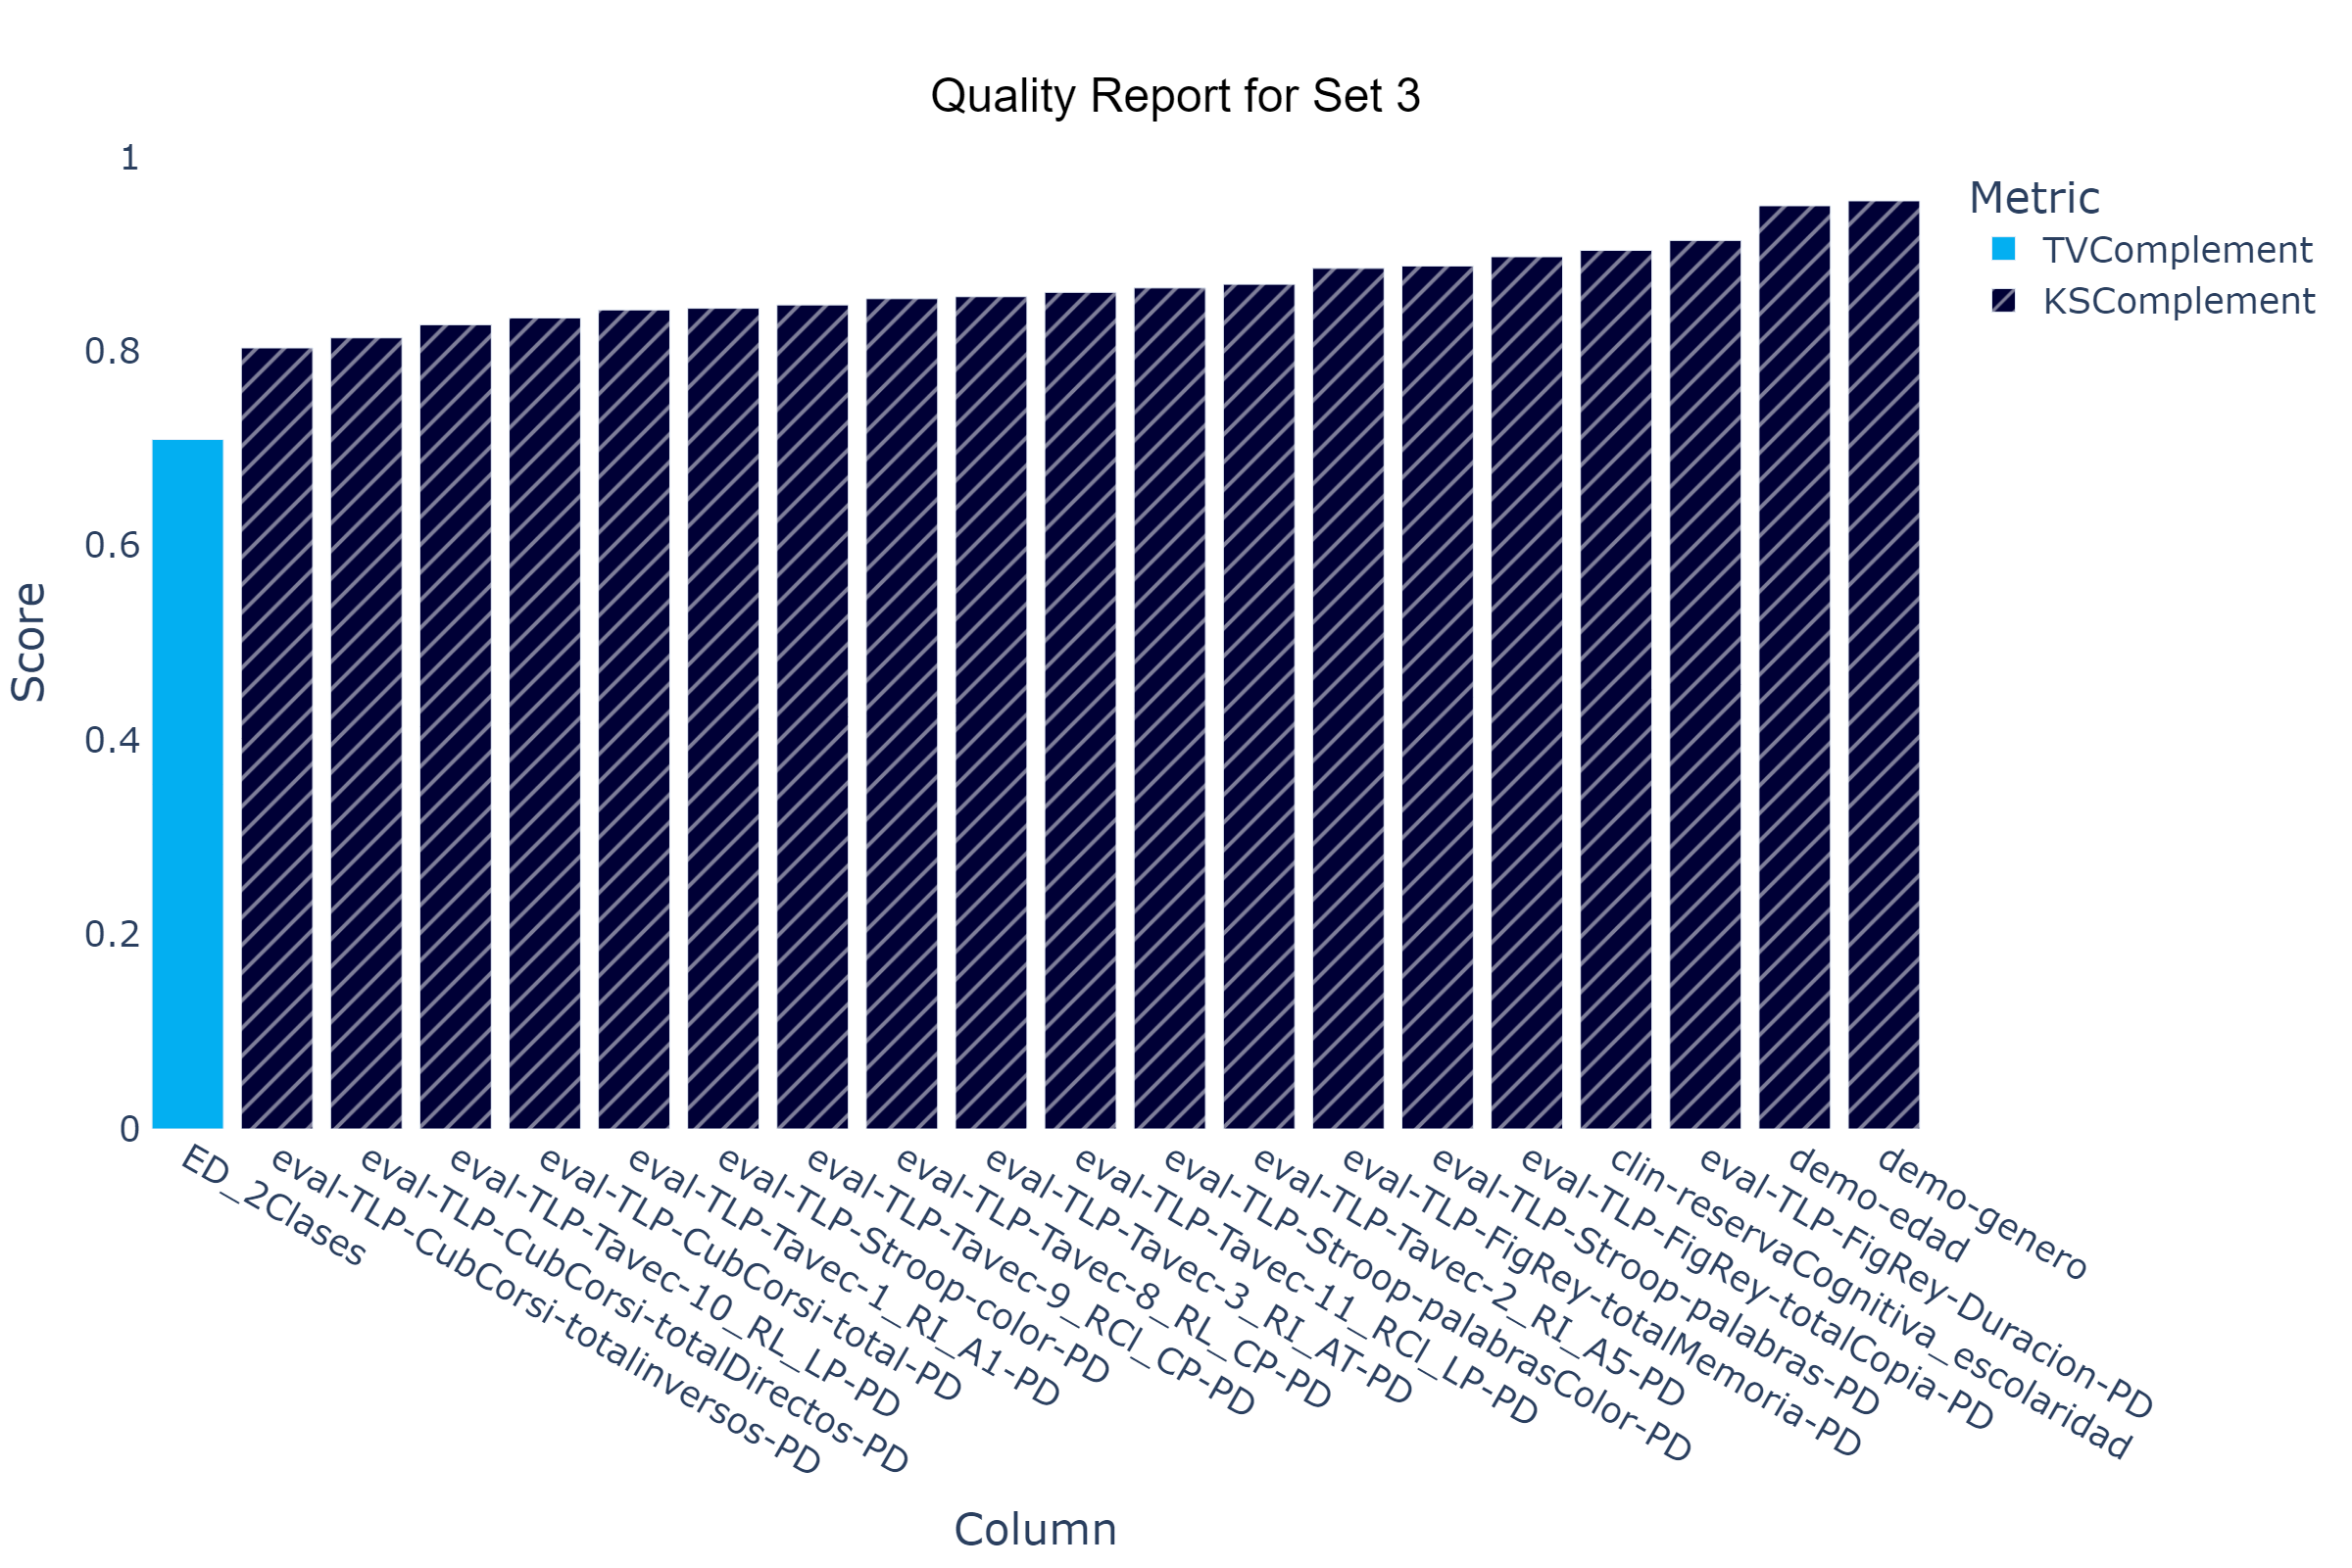 Quality Report for Set 3
1
0.8
0.6
0.4
0.2
0
Score
Metric
TVComplement
KSComplement
ED_2Clases
eval-TLP-CubCorsi-totalinversos-PD
eval-TLP-CubCorsi-totalDirectos-PD
eval-TLP-Tavec-10_RL_LP-PD
eval-TLP-CubCorsi-total-PD
eval-TLP-Tavec-1_RI_A1-PD
eval-TLP-Stroop-color-PD
eval-TLP-Tavec-9_RCl_CP-PD
eval-TLP-Tavec-8_RL_CP-PD
eval-TLP-Tavec-3_RI_AT-PD
eval-TLP-Tavec-11_RCl_LP-PD
eval-TLP-Stroop-palabrasColor-PD
eval-TLP-Tavec-2_RI_A5-PD
eval-TLP-FigRey-totalMemoria-PD
eval-TLP-Stroop-palabras-PD
eval-TLP-FigRey-totalCopia-PD
clin-reservaCognitiva_escolaridad
eval-TLP-FigRey-Duracion-PD
demo-edad
demo-genero
Column